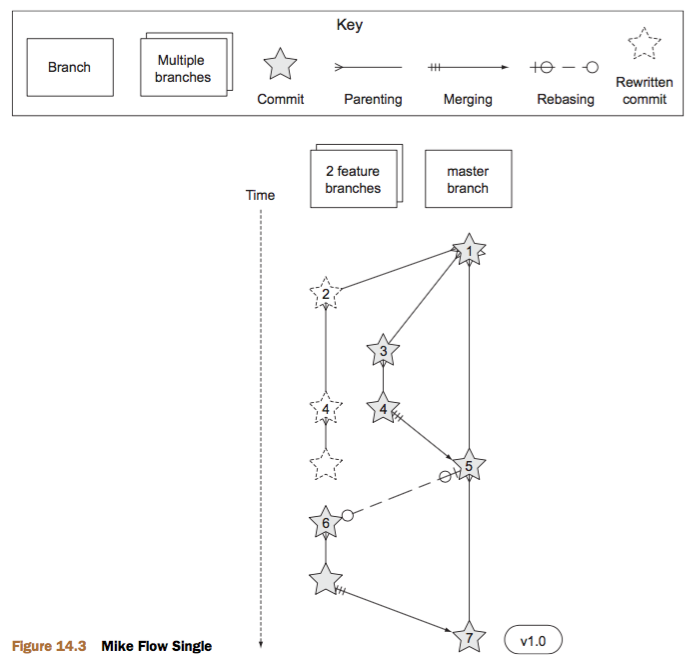 Key
Branch
Multiple
branches
Commit
Parenting
Merging
Rebasing
Rewritten
commit
2 feature
branches
master
branch
Time
1
2
3
4
4
5
6
7
v1.0
Figure 14.3 Mike Flow Single